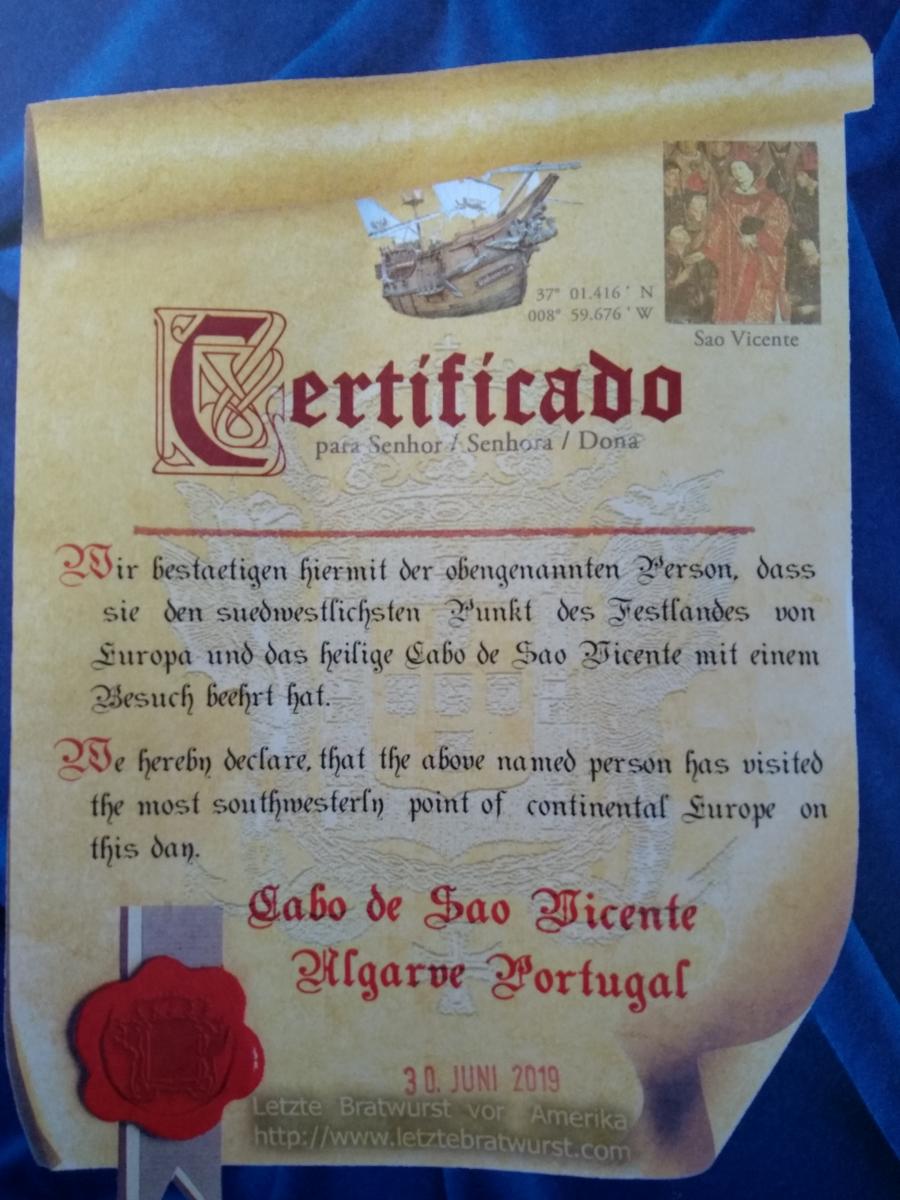 37° 01.416 ' N
008° 59.676 ' W
Sao Vicente
Certificado
para Senhor / Senhora / Dona
Wir bestaetigen hiermit der obengenannten Person, dass
sie den suedwestlichsten Punkt des Festlandes von
Europa und das heilige Cabo de Sao Vicente mit einem
Besuch beehrt hat.
We hereby declare, that the above named person has visited
the most southwesterly point of continental Europe on
this day.
Cabo de Sao Vicente
Algarve Portugal
30. JUNI 2019
Letzte Bratwurst vor Amerika
http://www.letztebratwurst.com